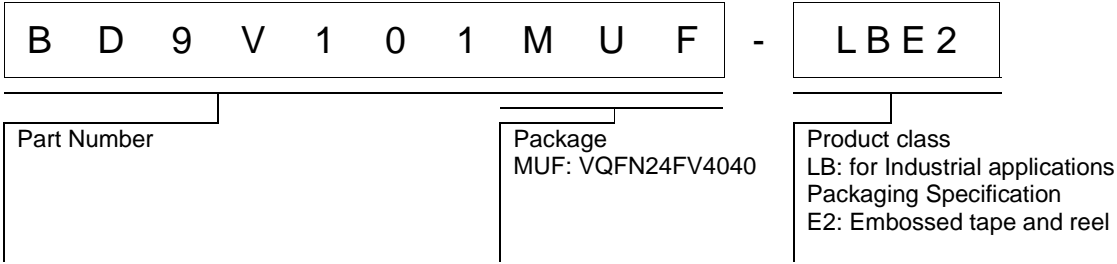 B D 9 V 1 0 1 M U F - L B E 2
Part Number
Package
MUF: VQFN24FV4040
Product class
LB: for Industrial applications
Packaging Specification
E2: Embossed tape and reel